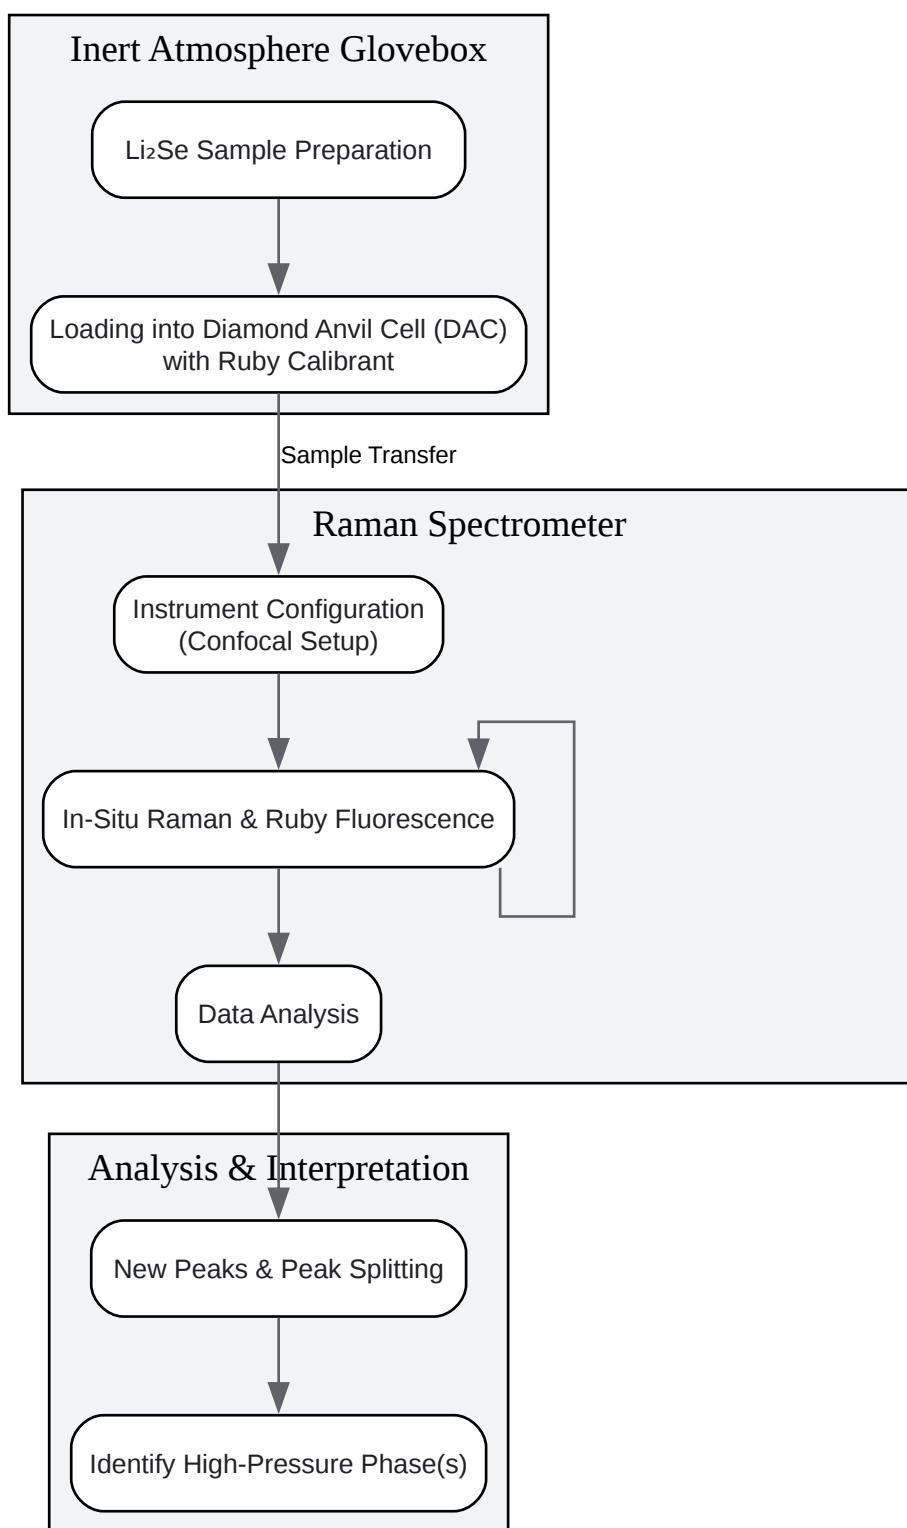 Inert Atmosphere Glovebox
Li₂Se Sample Preparation
Loading into Diamond Anvil Cell (DAC)
with Ruby Calibrant
Sample Transfer
Raman Spectrometer
Instrument Configuration
(Confocal Setup)
In-Situ Raman & Ruby Fluorescence
Data Analysis
Analysis & Interpretation
New Peaks & Peak Splitting
Identify High-Pressure Phase(s)